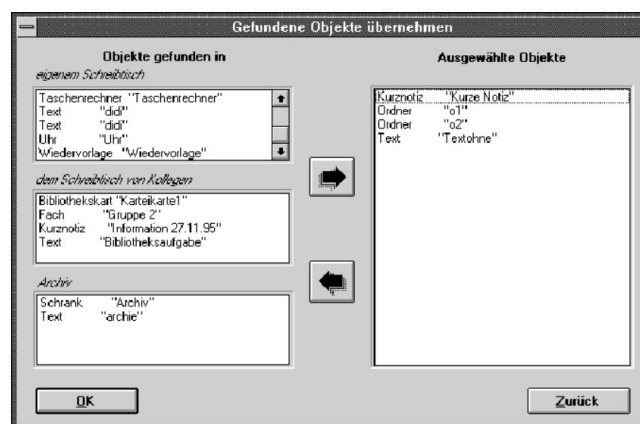 Gefundene Objekte übernehmen
Objekte gefunden in
eigenem Schreibtisch
Taschenrechner "Taschenrechner"
Text "didi"
Text "didi"
Uhr "Uhr"
Wiedervorlage "Wiedervorlage"
dem Schreibtisch von Kollegen
Bibliothekskart "Karteikarte1"
Fach "Gruppe 2"
Kurznotiz "Information 27.11.95"
Text "Bibliotheksaufgabe"
Archiv
Schrank "Archiv"
Text "archie"
Ausgewählte Objekte
Kurznotiz "Kurze Notiz"
Ordner "o1"
Ordner "o2"
Text "Textohne"
OK
Zurück